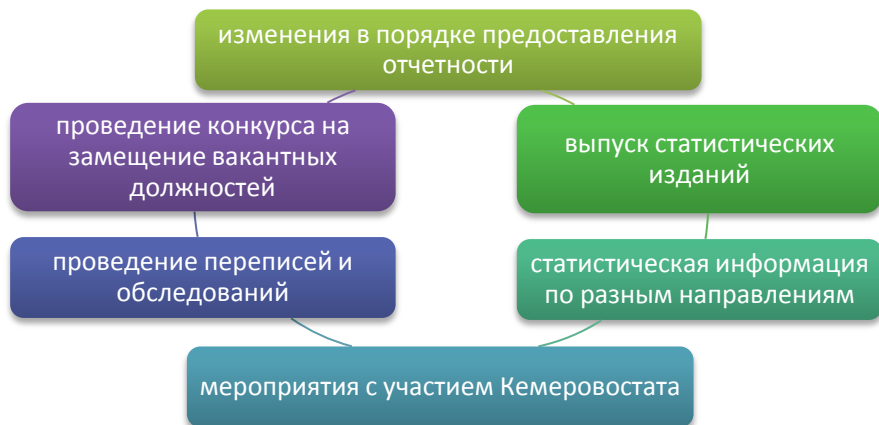 изменения в порядке предоставления
отчетности
проведение конкурса на
замещение вакантных
должностей
выпуск статистических
изданий
проведение переписей и
обследований
статистическая информация
по разным направлениям
мероприятия с участием Кемеровостата